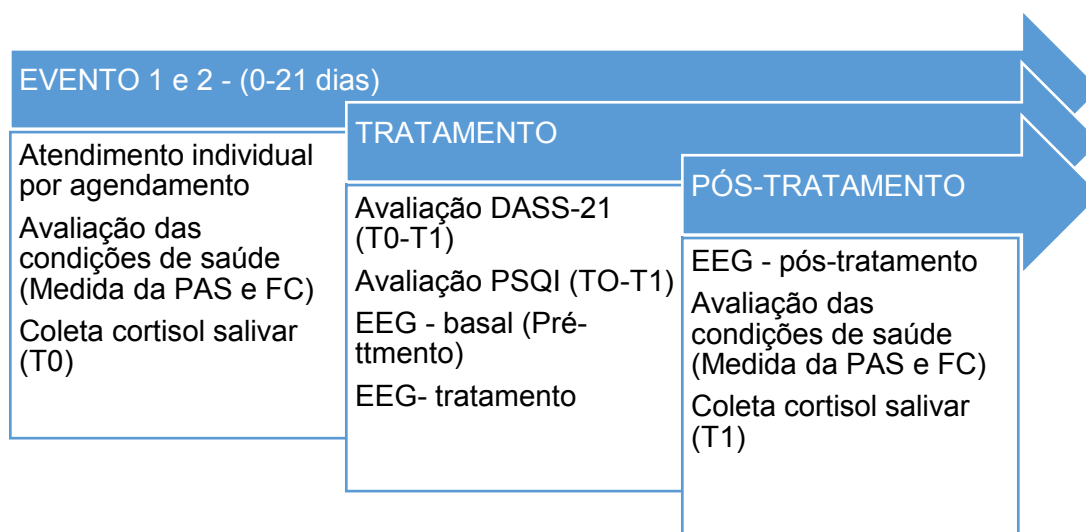 EVENTO 1 e 2 - (0-21 dias)
Atendimento individual
por agendamento
Avaliação das
condições de saúde
(Medida da PAS e FC)
Coleta cortisol salivar
(T0)
TRATAMENTO
Avaliação DASS-21
(T0-T1)
Avaliação PSQI (TO-T1)
EEG - basal (Pré-
ttmento)
EEG- tratamento
PÓS-TRATAMENTO
EEG - pós-tratamento
Avaliação das
condições de saúde
(Medida da PAS e FC)
Coleta cortisol salivar
(T1)